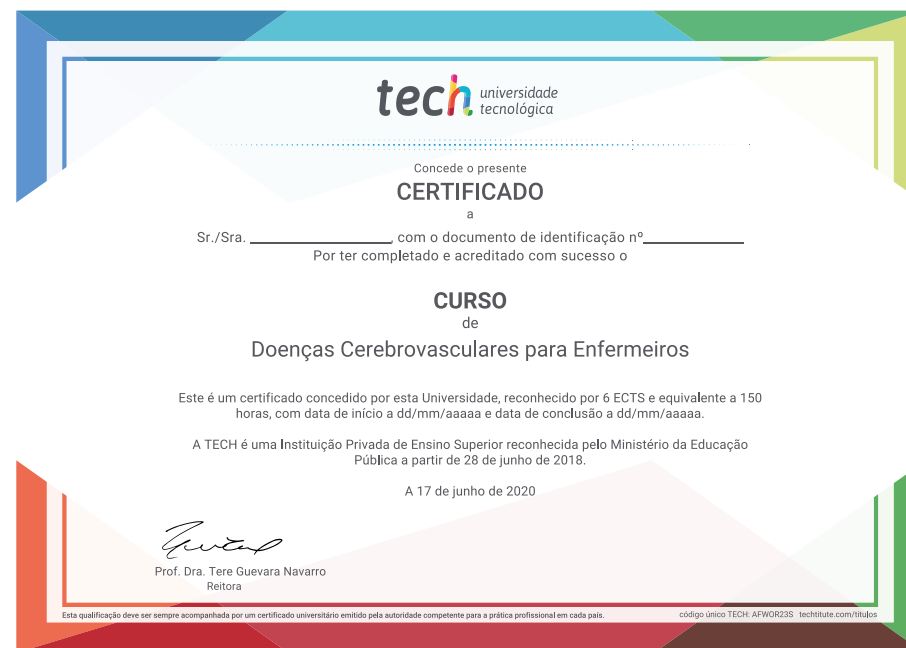 tech universidade
tecnológica
Concede o presente
CERTIFICADO
a
Sr./Sra. ____________________, com o documento de identificação nº______________
Por ter completado e acreditado com sucesso o
CURSO
de
Doenças Cerebrovasculares para Enfermeiros
Este é um certificado concedido por esta Universidade, reconhecido por 6 ECTS e equivalente a 150
horas, com data de início a dd/mm/aaaaa e data de conclusão a dd/mm/aaaaa.
A TECH é uma Instituição Privada de Ensino Superior reconhecida pelo Ministério da Educação
Pública a partir de 28 de junho de 2018.
A 17 de junho de 2020
Prof. Dra. Tere Guevara Navarro
Reitora
Esta qualificação deve ser sempre acompanhada por um certificado universitário emitido pela autoridade competente para a prática profissional em cada país. código único TECH: AFWOR23S techtitute.com/titulos